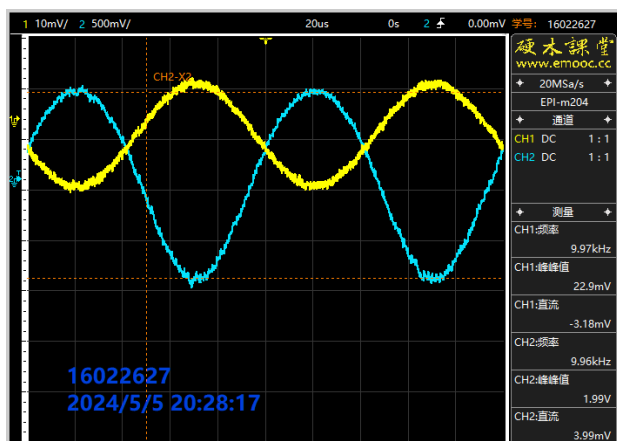 1 10mV/ 2 500mV/ 20us 0s 2 0.00mV 学号: 16022627
硬木課堂
www.emooc.cc
20MSa/s
EPI-m204
通道
CH1 DC 1:1
CH2 DC 1:1
CH2-X2
1
2
测量
CH1:频率
9.97kHz
CH1:峰峰值
22.9mV
CH1:直流
-3.18mV
CH2:频率
9.96kHz
CH2:峰峰值
1.99V
CH2:直流
3.99mV
16022627
2024/5/5 20:28:17